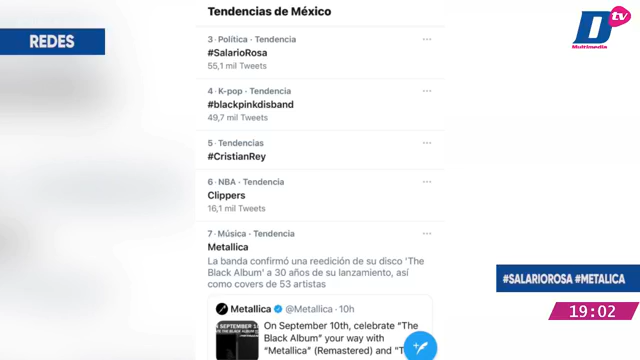 Tendencias de México
REDES
D tv
Multimedia
3 · Política · Tendencia
#SalarioRosa
55,1 mil Tweets
4 · K-pop · Tendencia
#blackpinkdisband
49,7 mil Tweets
5 · Tendencias
#CristianRey
6 · NBA · Tendencia
Clippers
16,1 mil Tweets
7 · Música · Tendencia
Metallica
La banda confirmó una reedición de su disco 'The
Black Album' a 30 años de su lanzamiento, así
como covers de 53 artistas
Metallica @Metallica · 10h
On September 10th, celebrate “The
Black Album” your way with
“Metallica” (Remastered) and
#SALARIOROSA #METALICA
19:02